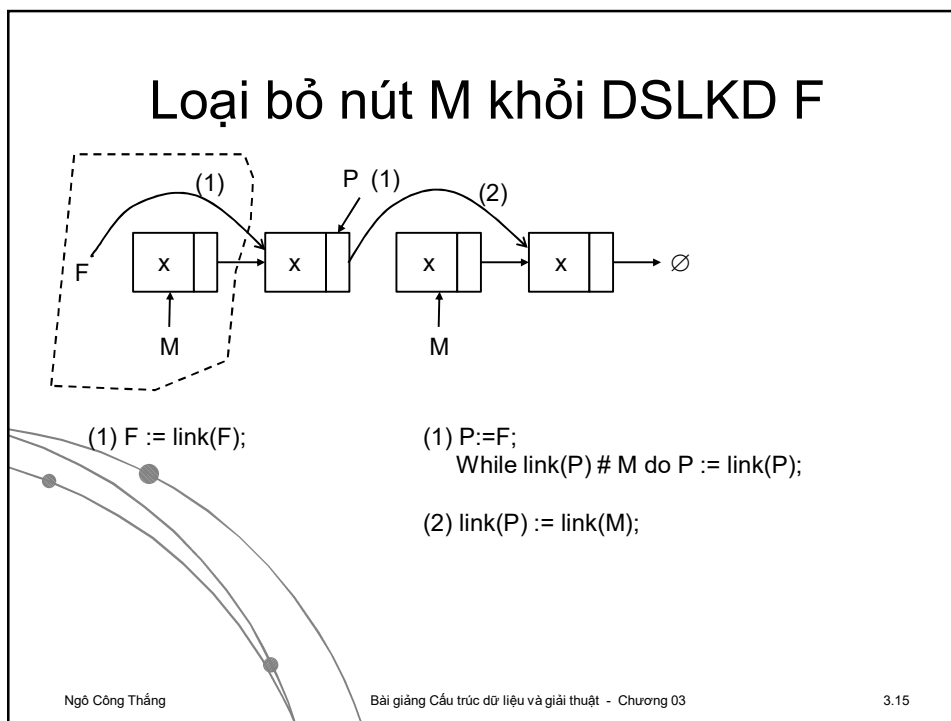 Loại bỏ nút M khỏi DSLKD F
(1) P (1) (2)
F x x x x ∅
M M
(1) F := link(F);
(1) P:=F;
While link(P) # M do P := link(P);
(2) link(P) := link(M);
Ngô Công Thắng Bài giảng Cấu trúc dữ liệu và giải thuật - Chương 03 3.15